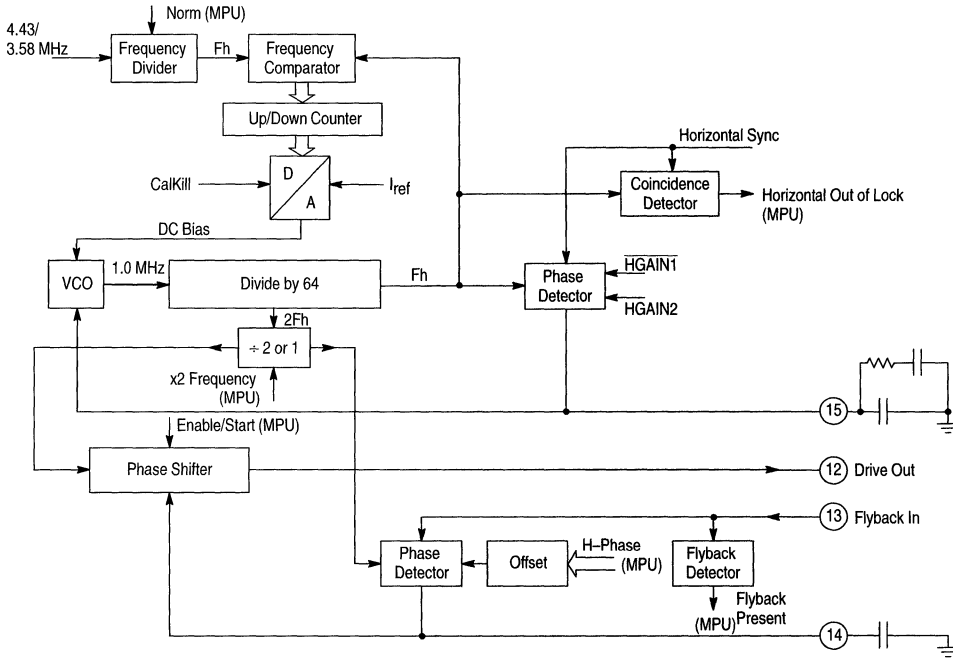 Norm (MPU)
4.43/
3.58 MHz
Frequency
Divider
Fh
Frequency
Comparator
Up/Down Counter
Horizontal Sync
CalKill
D
A
Iref
Coincidence
Detector
Horizontal Out of Lock
(MPU)
DC Bias
VCO
1.0 MHz
Divide by 64
Fh
Phase
Detector
HGAIN1
HGAIN2
2Fh
÷ 2 or 1
x2 Frequency
(MPU)
15
Enable/Start (MPU)
Phase Shifter
12 Drive Out
13 Flyback In
Phase
Detector
Offset
H–Phase
(MPU)
Flyback
Detector
Flyback
Present
(MPU)
14